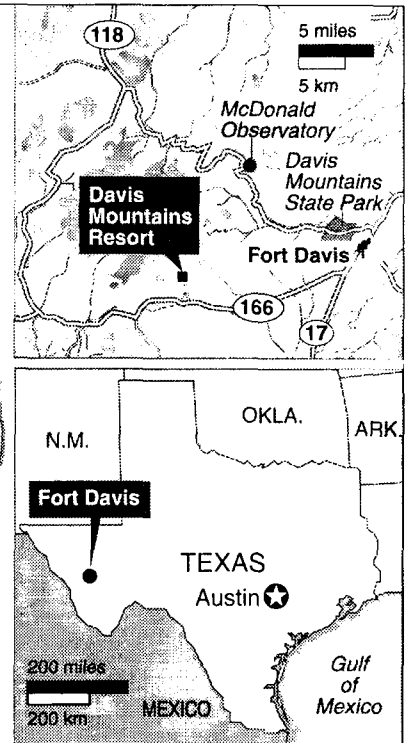 118
5 miles
5 km
McDonald
Observatory
Davis
Mountains
State Park
Davis
Mountains
Resort
Fort Davis
166
17
OKLA.
ARK.
N.M.
Fort Davis
TEXAS
Austin
200 miles
200 km
MEXICO
Gulf
of
Mexico